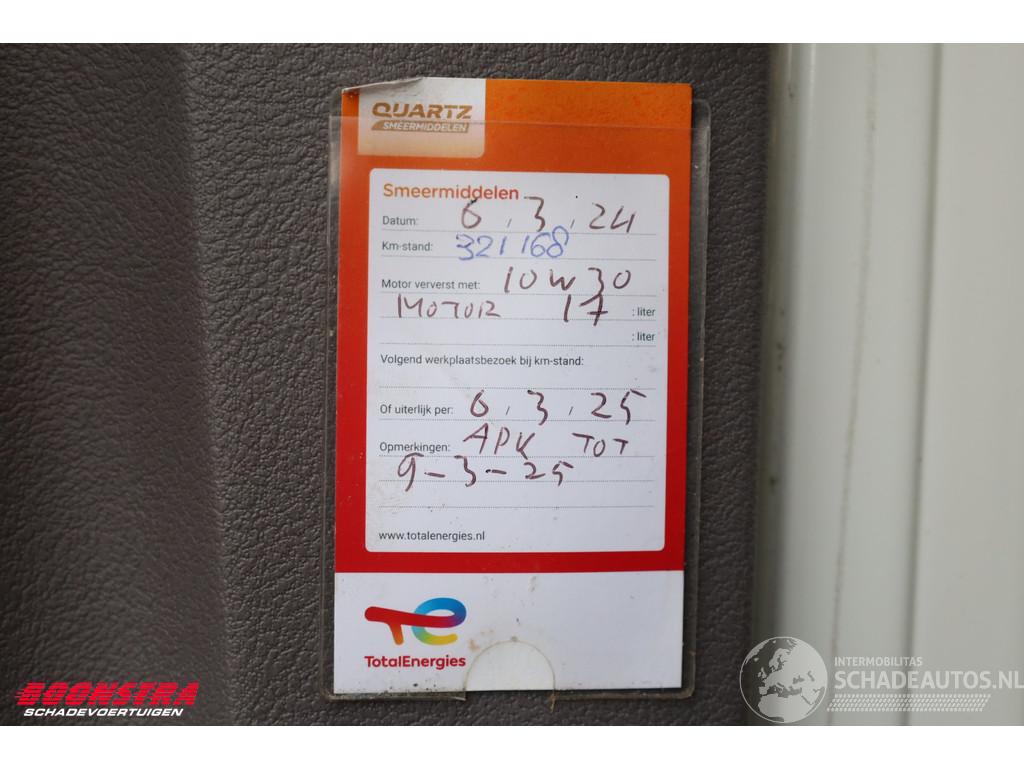 QUARTZ
SMEERMIDDELEN
Smeermiddelen
Datum: 6, 3, 24
Km-stand: 321168
Motor ververst met: 10W30
MOTOR 17 : liter
: liter
Volgend werkplaatsbezoek bij km-stand:
Of uiterlijk per: 6, 3, 25
Opmerkingen: APK TOT
9-3-25
www.totalenergies.nl
TotalEnergies
BOONSTRA
SCHADEVOERTUIGEN
INTERMOBILITAS
SCHADEAUTOS.NL